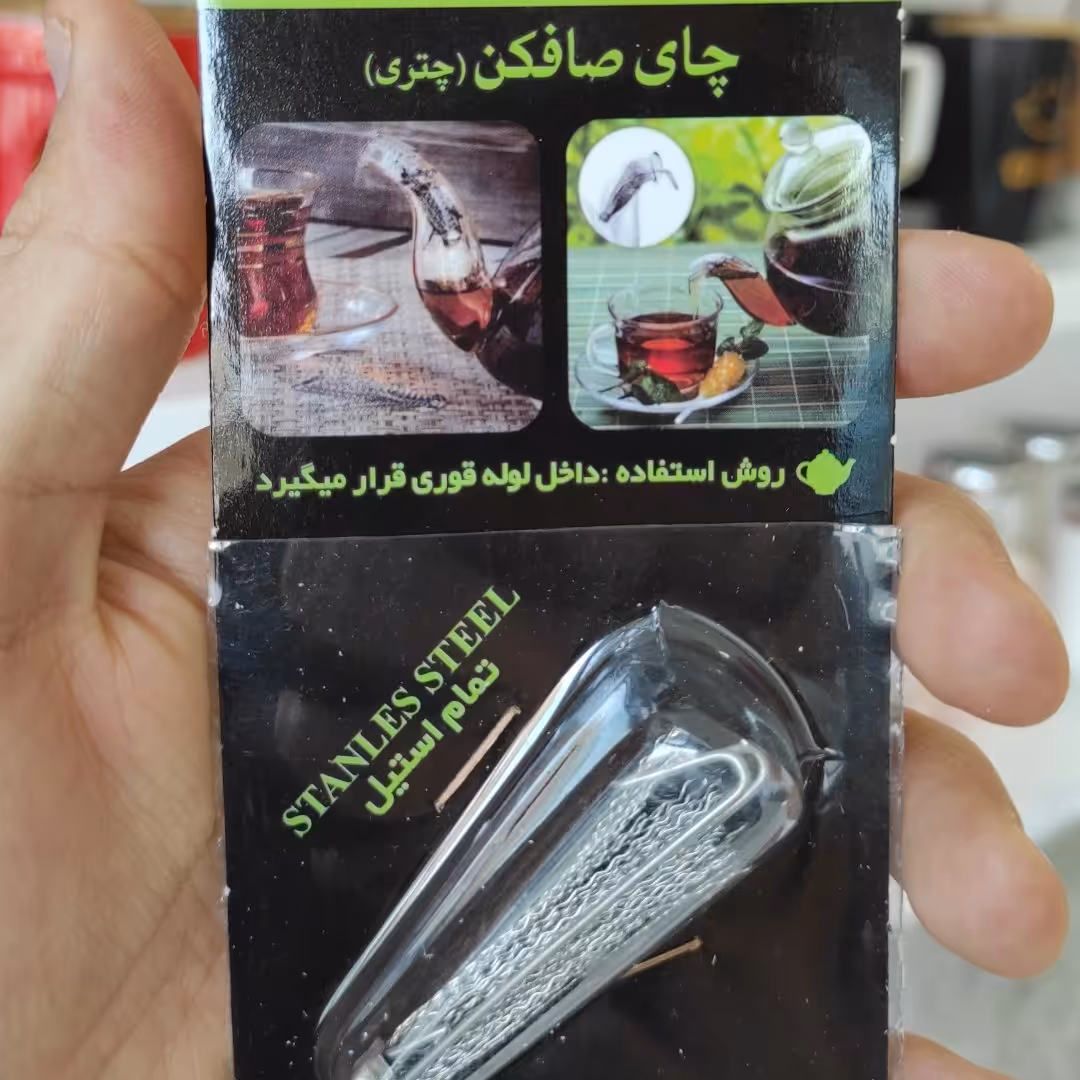 چای صافکن (چتری)
روش استفاده :داخل لوله قوری قرار میگیرد
STANLES STEEL
تمام استیل